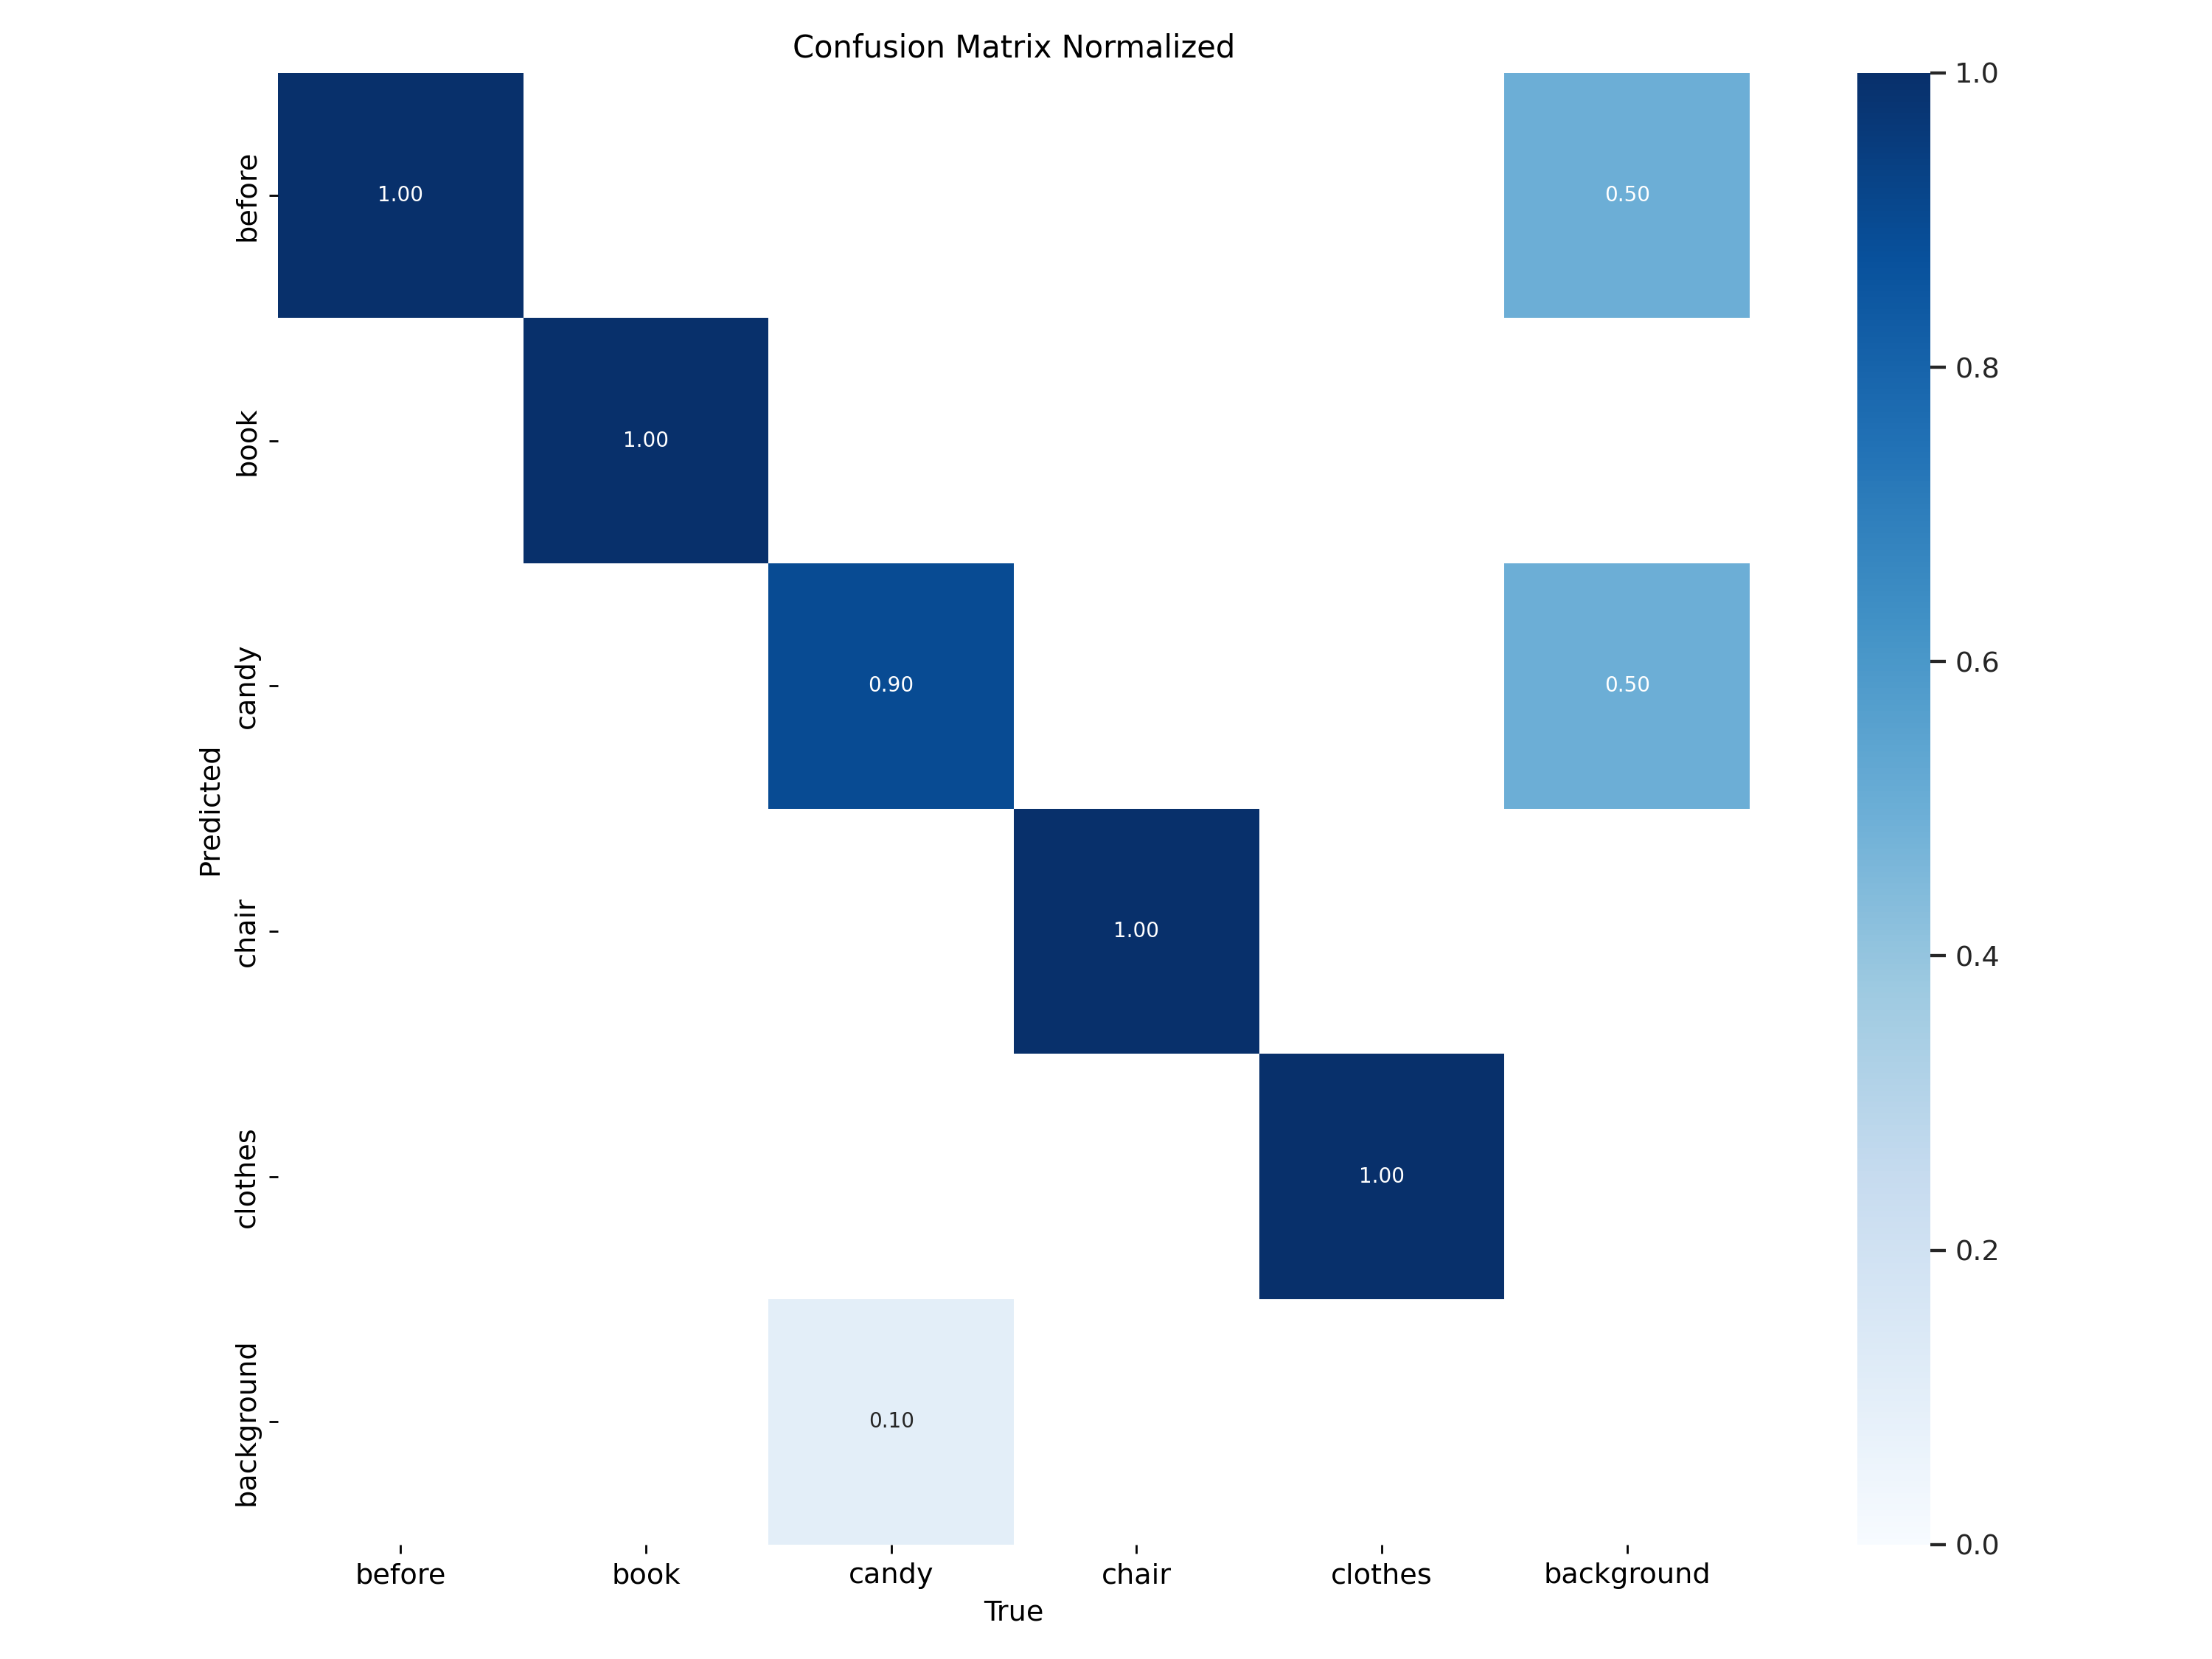 Confusion Matrix Normalized
before
1.00
0.50
book
1.00
candy
0.90
0.50
chair
1.00
clothes
1.00
background
0.10
Predicted
before book candy chair clothes background
True
1.0
0.8
0.6
0.4
0.2
0.0